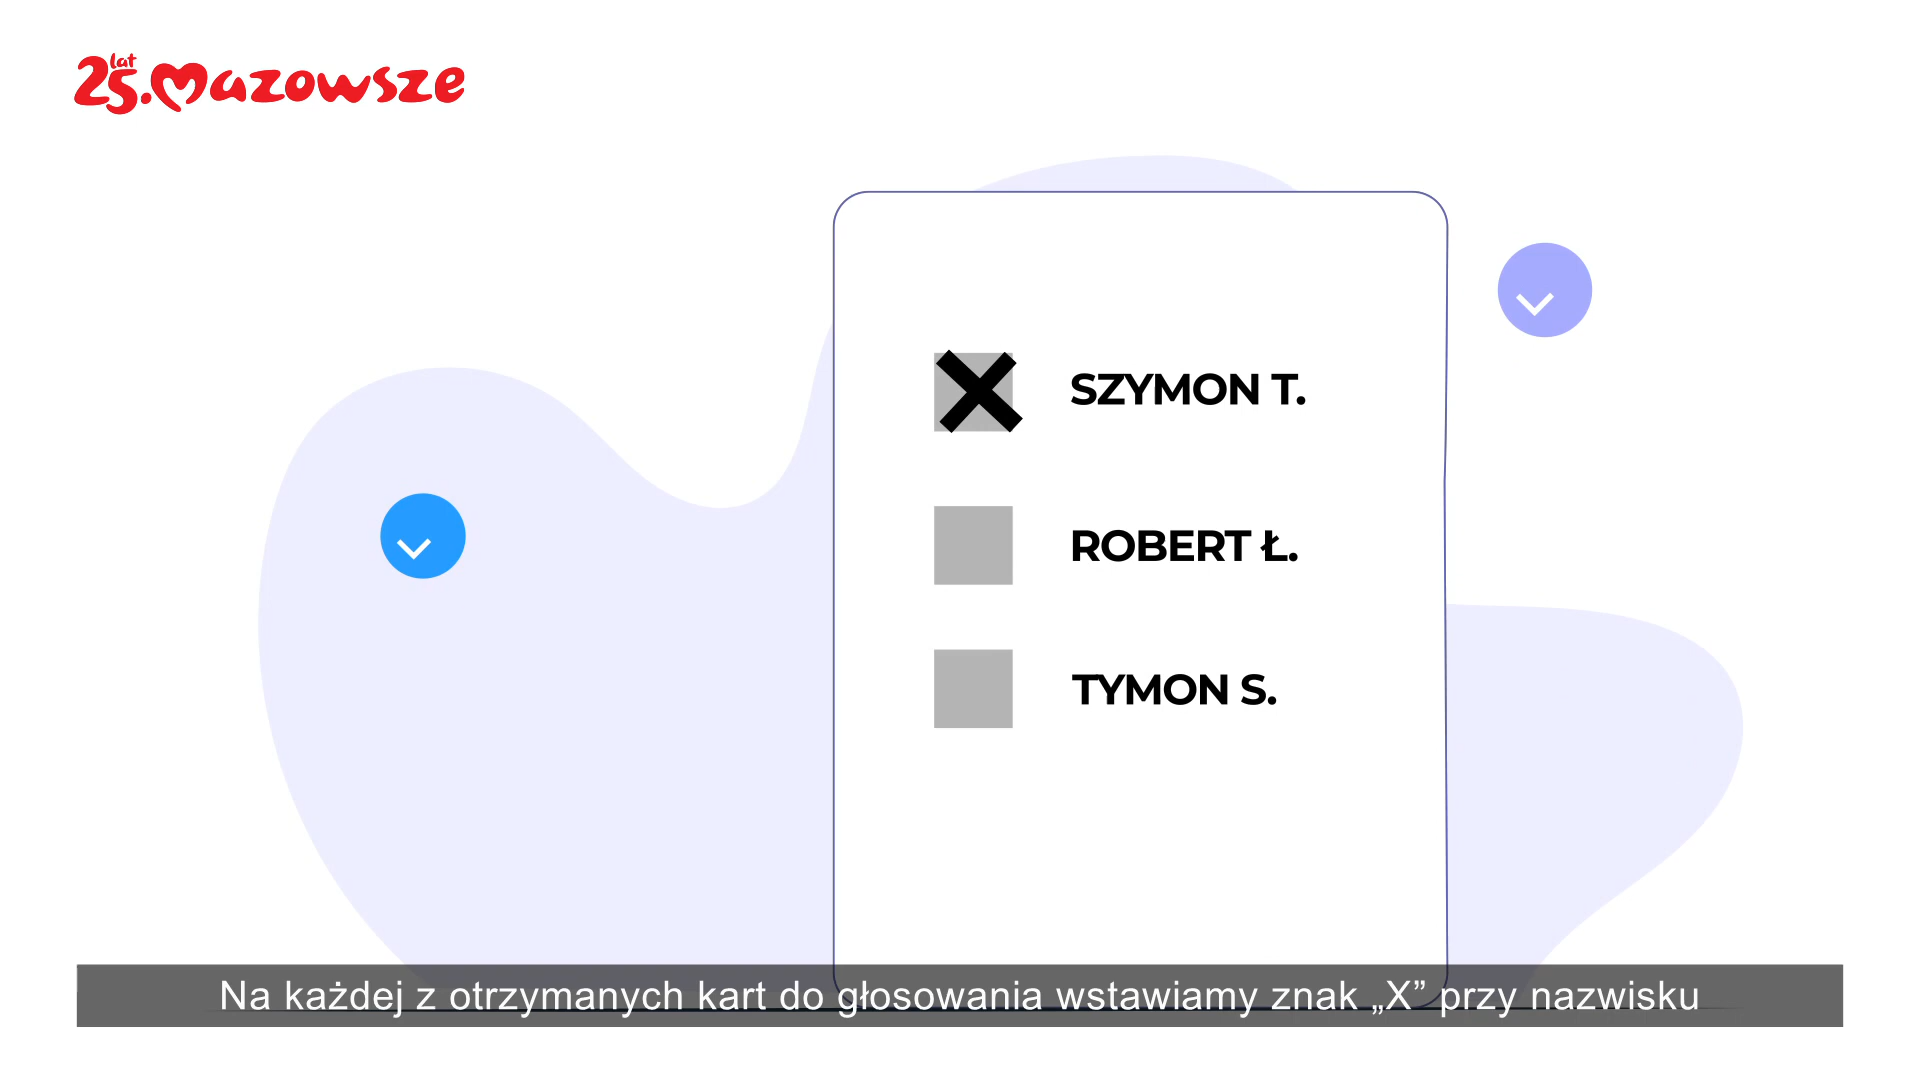 25 lat. Mazowsze
SZYMON T.
ROBERT Ł.
TYMON S.
Na każdej z otrzymanych kart do głosowania wstawiamy znak „X” przy nazwisku